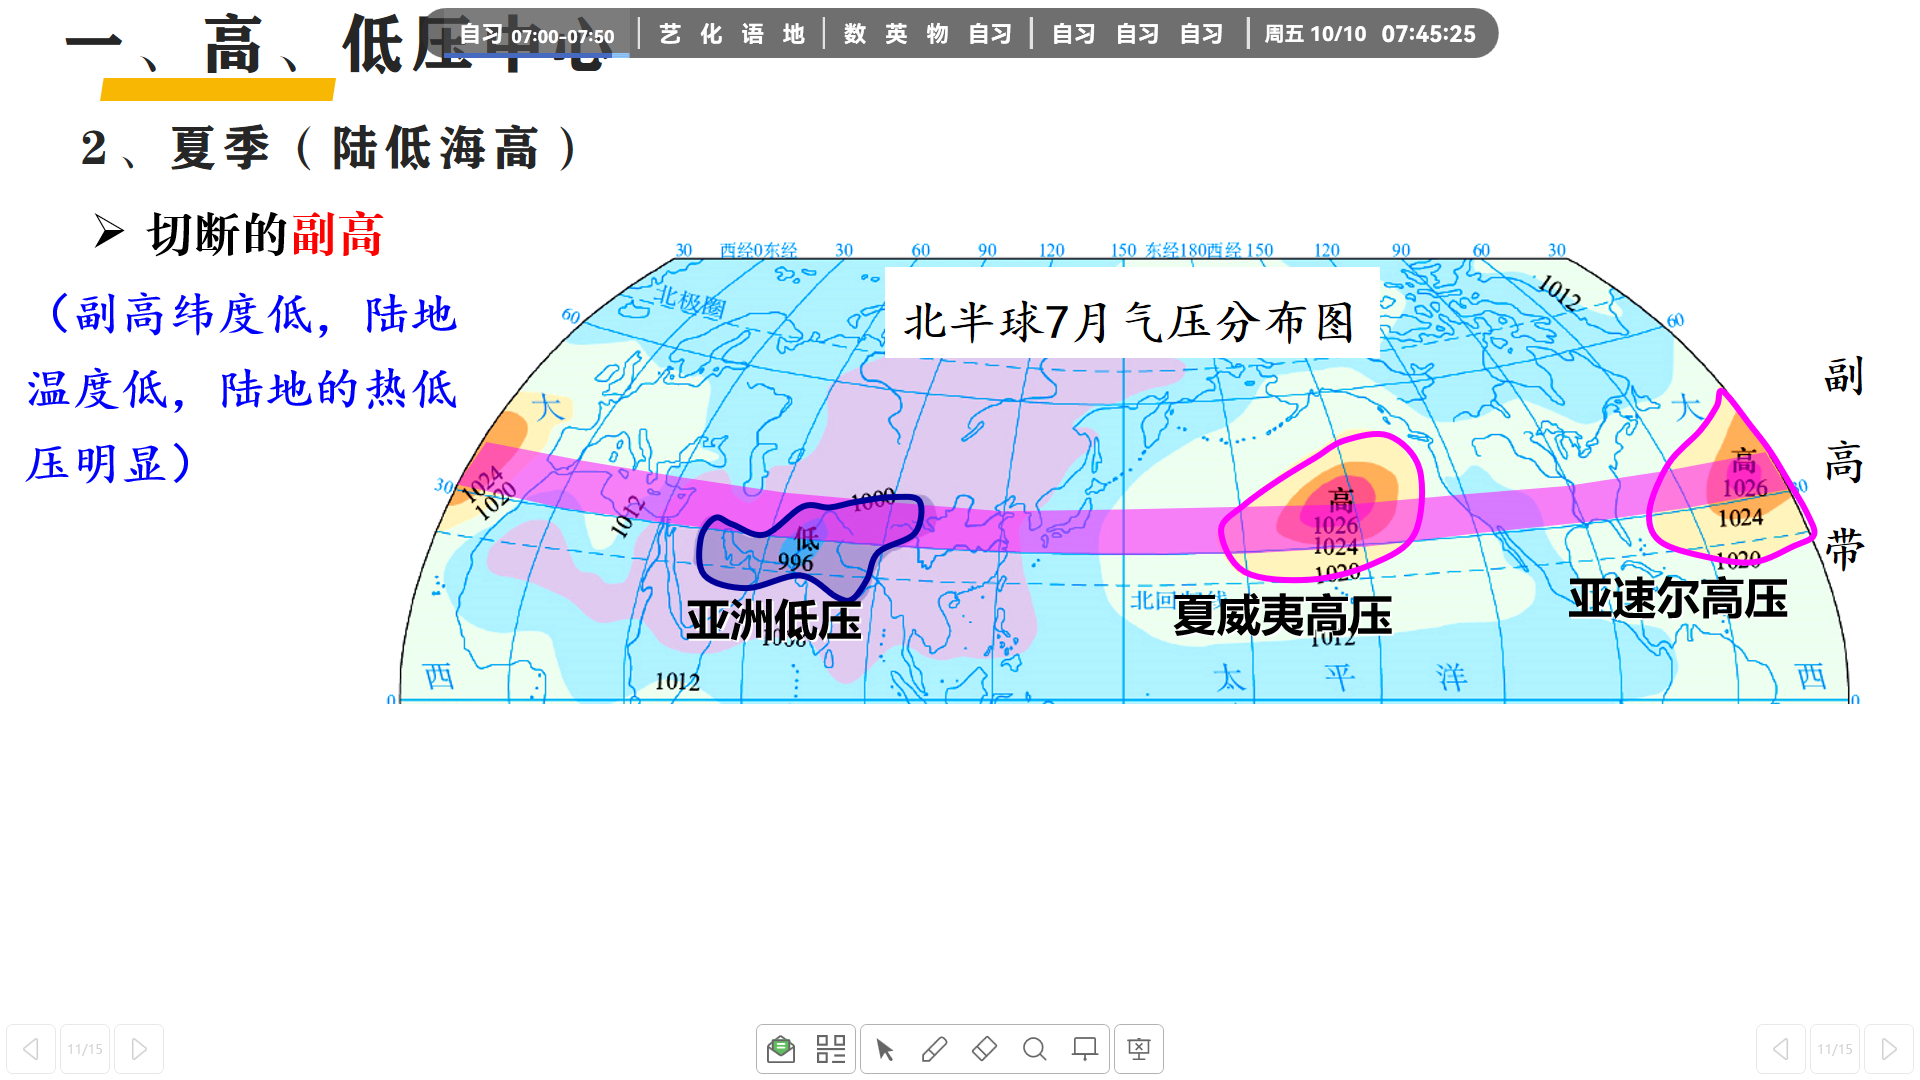 一、高、低压中心
自习 07:00-07:50 | 艺 化 语 地 | 数 英 物 自习 | 自习 自习 自习 | 周五 10/10 07:45:25
2、夏季（陆低海高）
➢ 切断的副高
（副高纬度低，陆地
温度低，陆地的热低
压明显）
30 西经0东经 30 60 90 120 150 东经180西经 150 120 90 60 30
北极圈
北半球7月气压分布图
1012
60
60
大
大
副
高
带
30
1024
1020
1012
1000
低
996
高
1026
1024
1020
高
1026
1024
1020
30
亚洲低压
1008
北回归线
夏威夷高压
1012
亚速尔高压
西
1012
太 平 洋
西
0
0
11/15
11/15